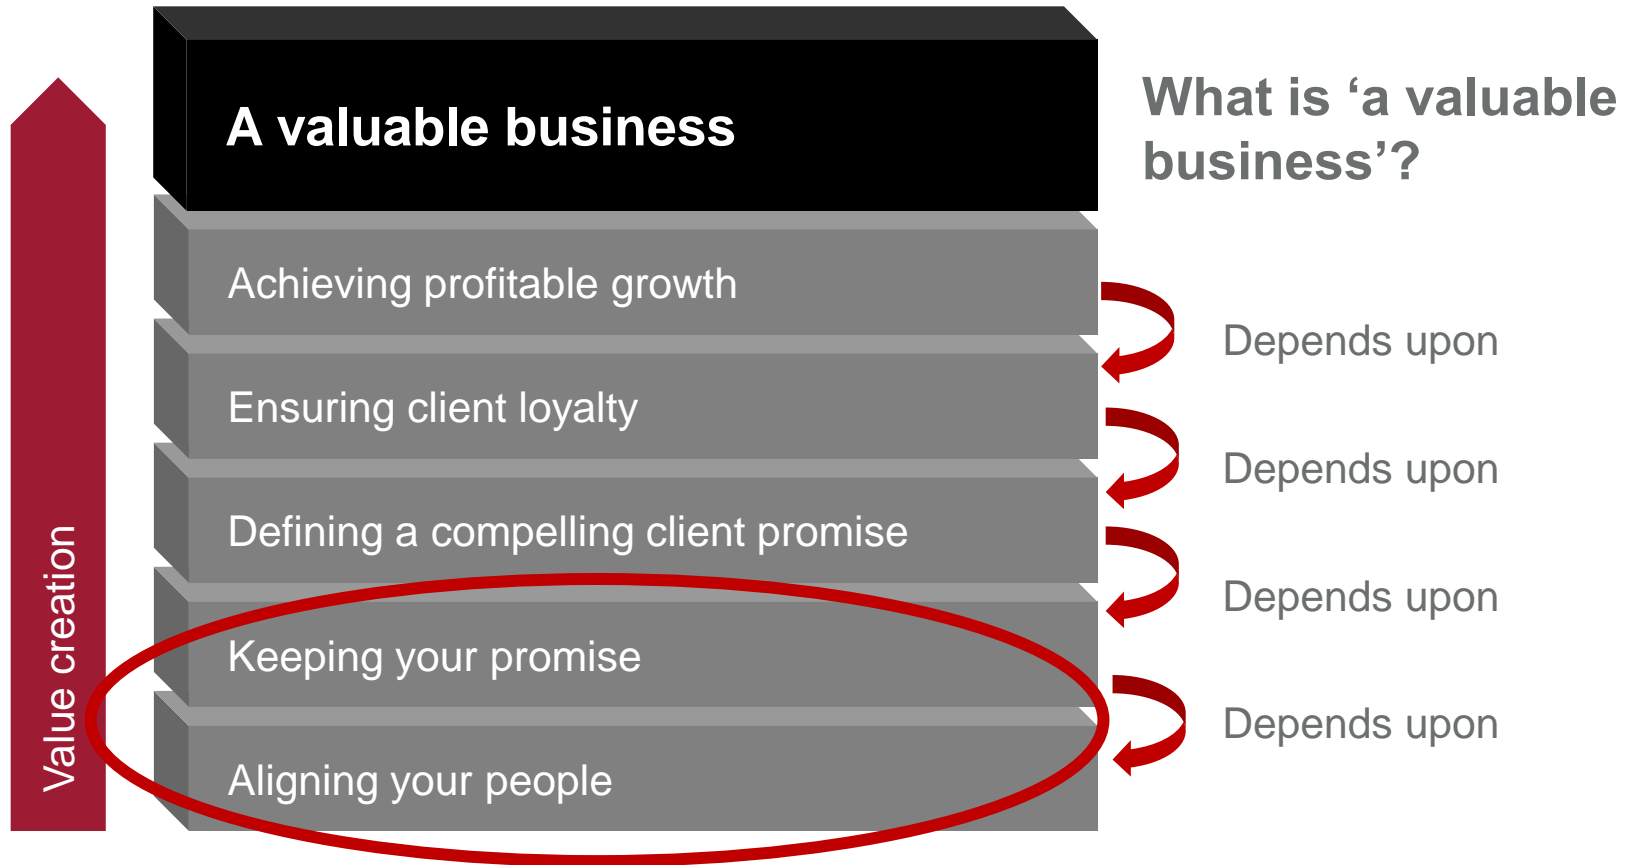 A valuable business
What is ‘a valuable
business’?
Achieving profitable growth
Depends upon
Ensuring client loyalty
Depends upon
Defining a compelling client promise
Depends upon
Keeping your promise
Depends upon
Aligning your people
Value creation